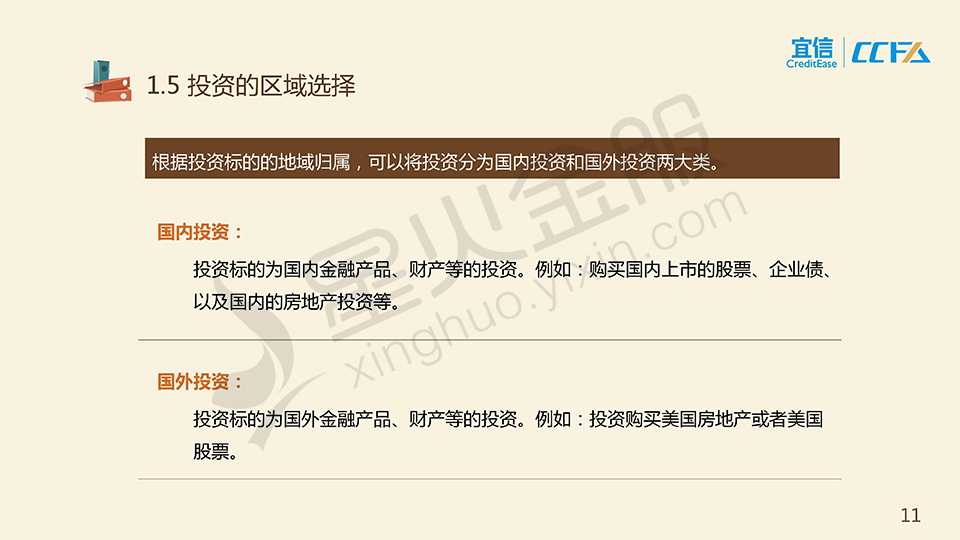 宜信
CreditEase
CCFA
1.5 投资的区域选择
根据投资标的的地域归属，可以将投资分为国内投资和国外投资两大类。
国内投资：
投资标的为国内金融产品、财产等的投资。例如：购买国内上市的股票、企业债、
以及国内的房地产投资等。
国外投资：
投资标的为国外金融产品、财产等的投资。例如：投资购买美国房地产或者美国
股票。
星火金服
xinghuo.yixin.com
11